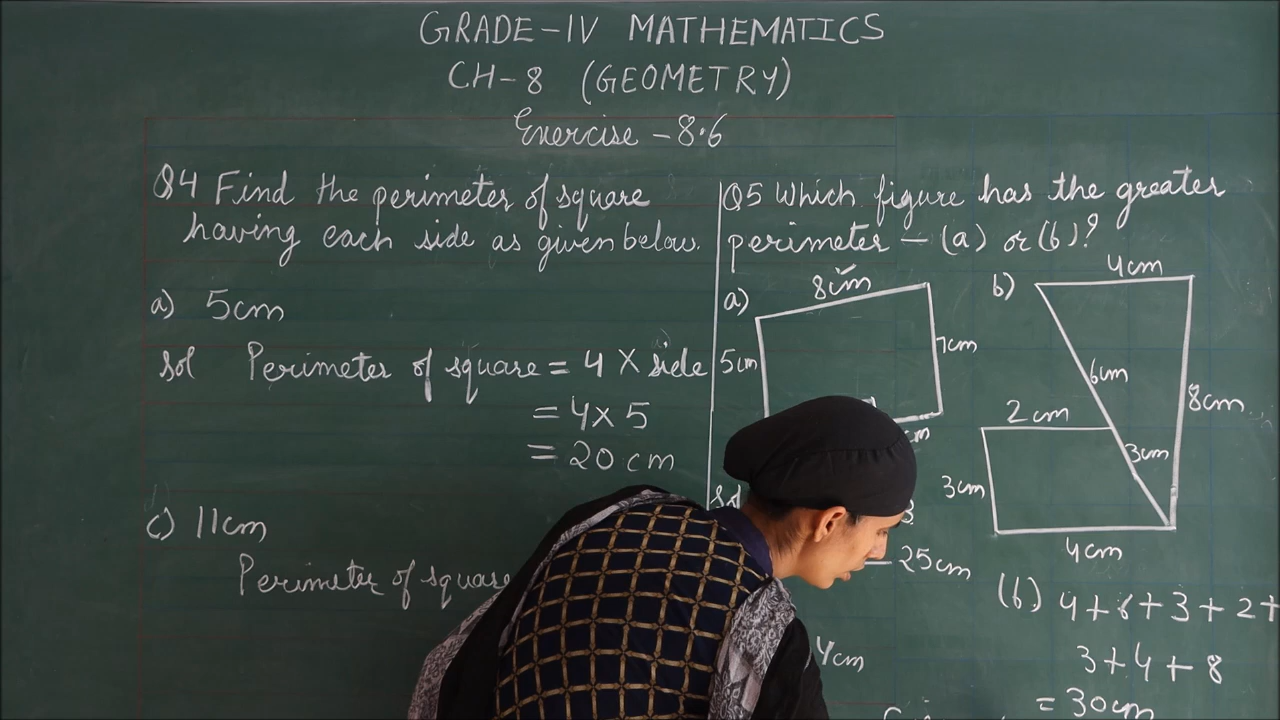 GRADE-IV MATHEMATICS
CH-8 (GEOMETRY)
Exercise - 8.6
Q4 Find the perimeter of square
having each side as given below.
a) 5cm
sol Perimeter of square = 4 X side
= 4 X 5
= 20 cm
c) 11cm
Perimeter of square
Q5 Which figure has the greater
perimeter - (a) or (b)?
a)
8cm
5cm
7cm
cm
25cm
4cm
b)
4cm
6cm
8cm
2cm
3cm
3cm
4cm
(b) 4+6+3+2+
3+4+8
= 30cm